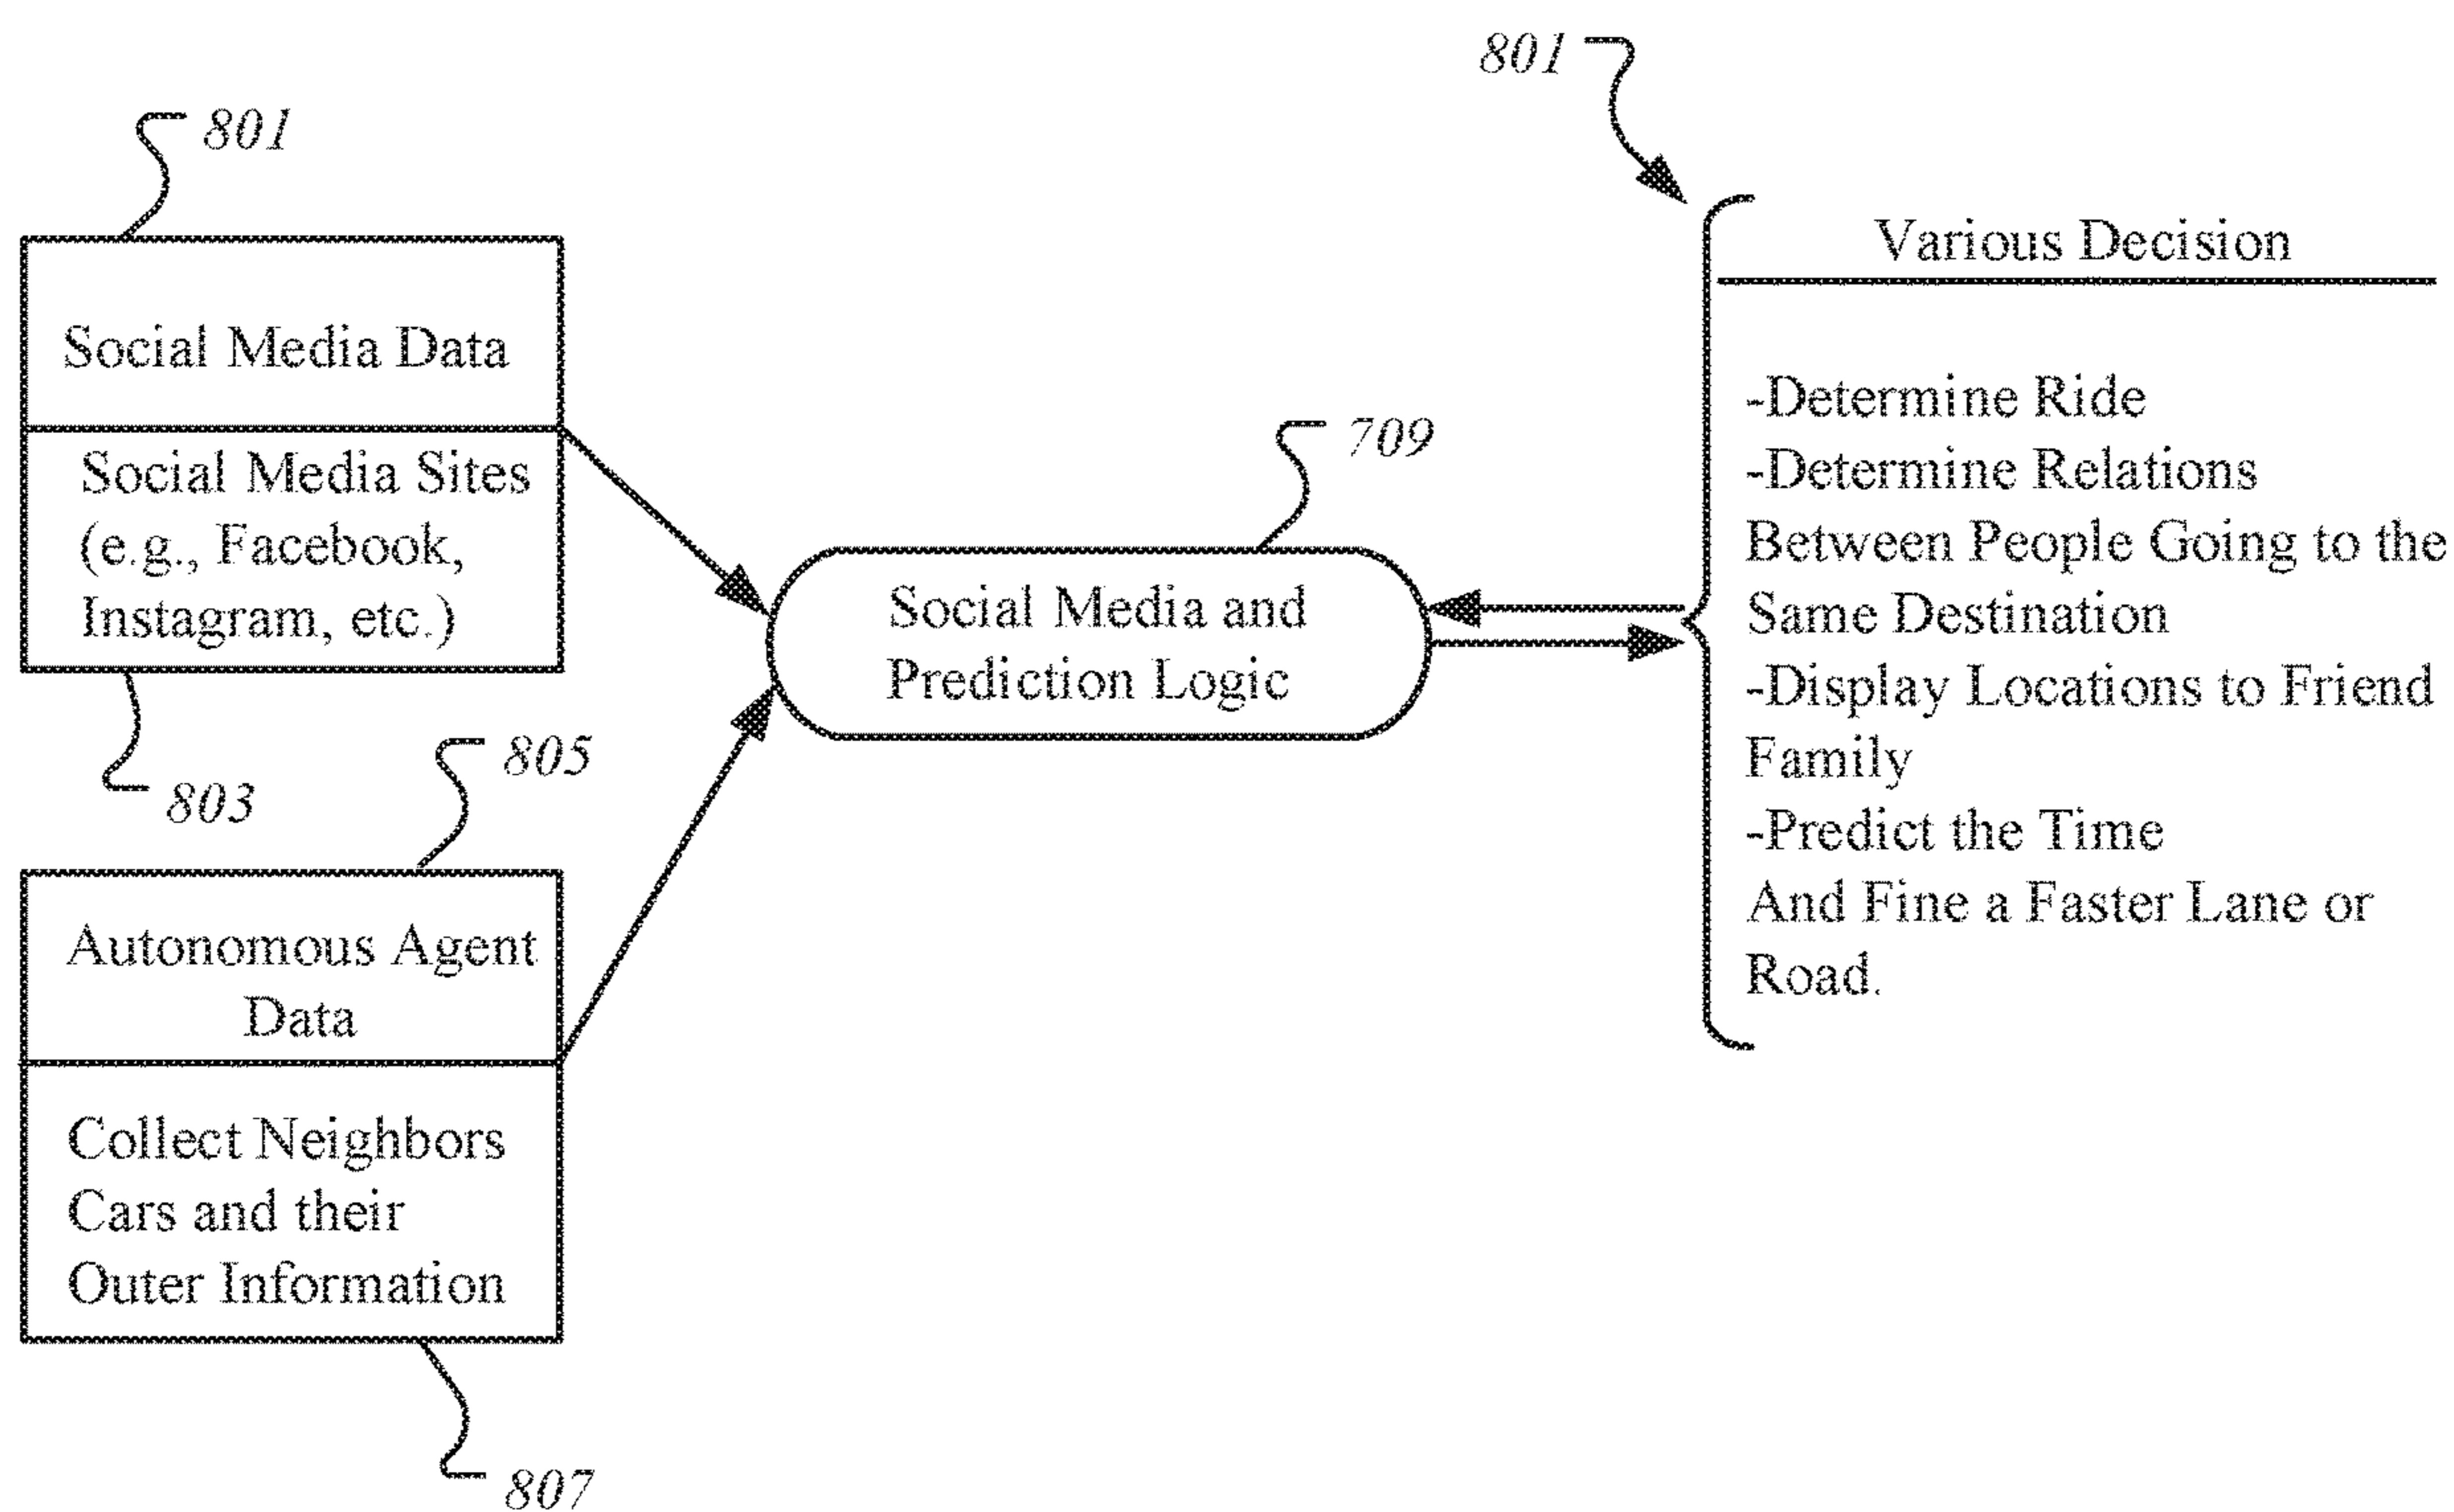 801
Social Media Data
Social Media Sites
(e.g., Facebook,
Instagram, etc.)
803
805
Autonomous Agent
Data
Collect Neighbors
Cars and their
Outer Information
807
709
Social Media and
Prediction Logic
801
Various Decision
-Determine Ride
-Determine Relations
Between People Going to the
Same Destination
-Display Locations to Friend
Family
-Predict the Time
And Fine a Faster Lane or
Road.